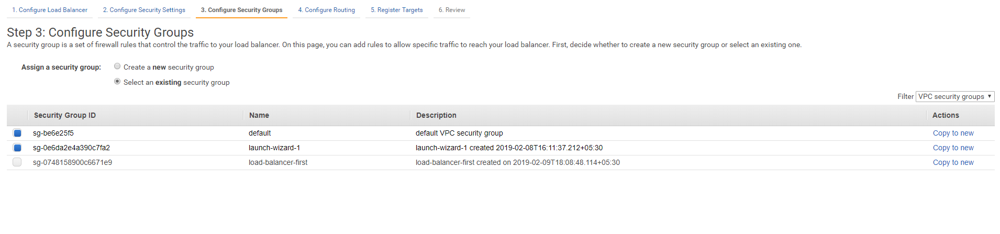 1. Configure Load Balancer 2. Configure Security Settings 3. Configure Security Groups 4. Configure Routing 5. Register Targets 6. Review
Step 3: Configure Security Groups
A security group is a set of firewall rules that control the traffic to your load balancer. On this page, you can add rules to allow specific traffic to reach your load balancer. First, decide whether to create a new security group or select an existing one.
Assign a security group: Create a new security group
Select an existing security group
Filter VPC security groups
Security Group ID Name Description Actions
sg-be6e25f5 default default VPC security group Copy to new
sg-0e6da2e4a390c7fa2 launch-wizard-1 launch-wizard-1 created 2019-02-08T16:11:37.212+05:30 Copy to new
sg-0748158900c6671e9 load-balancer-first load-balancer-first created on 2019-02-09T18:08:48.114+05:30 Copy to new